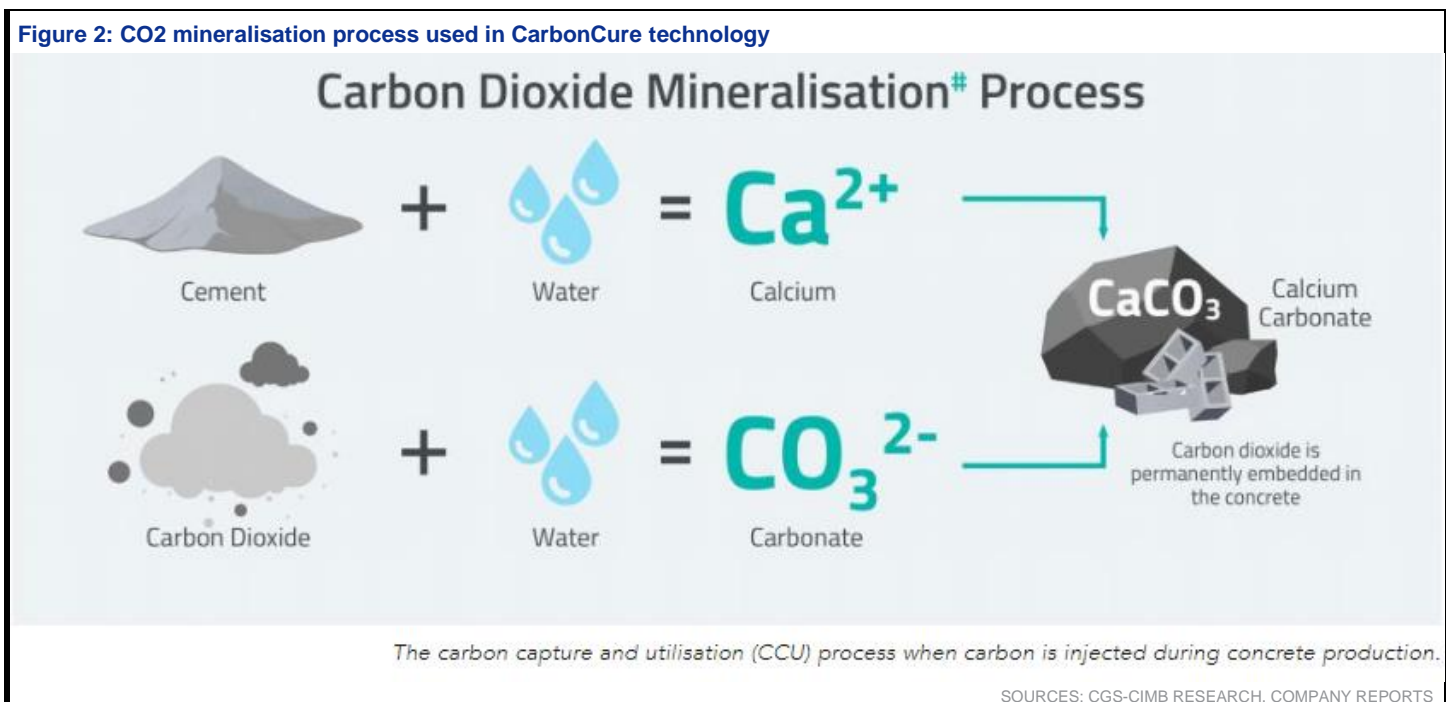 Figure 2: CO2 mineralisation process used in CarbonCure technology
Carbon Dioxide Mineralisation# Process
+ = Ca²⁺
Cement Water Calcium
CaCO₃
Calcium
Carbonate
+ = CO₃²⁻
Carbon dioxide is
permanently embedded in
the concrete
Carbon Dioxide Water Carbonate
The carbon capture and utilisation (CCU) process when carbon is injected during concrete production.
SOURCES: CGS-CIMB RESEARCH, COMPANY REPORTS